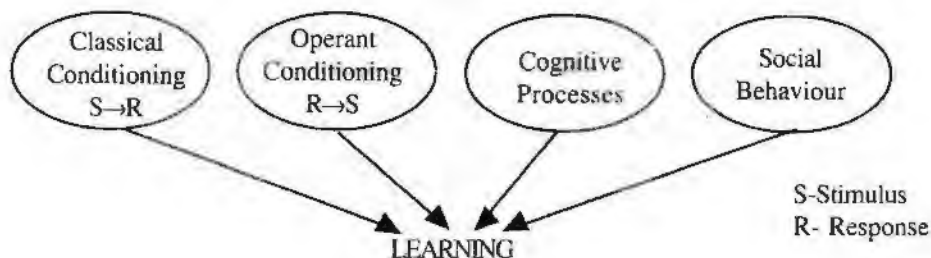 Classical
Conditioning
S→R
Operant
Conditioning
R→S
Cognitive
Processes
Social
Behaviour
S-Stimulus
R- Response
LEARNING